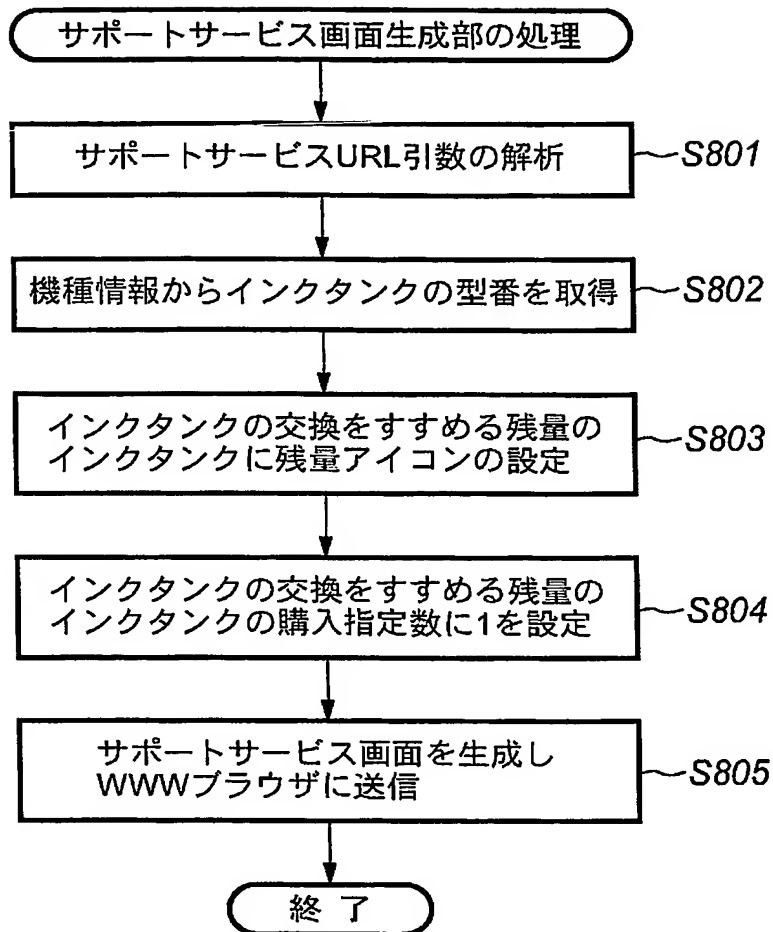 サポートサービス画面生成部の処理
サポートサービスURL引数の解析
S801
機種情報からインクタンクの型番を取得
S802
インクタンクの交換をすすめる残量の
インクタンクに残量アイコンの設定
S803
インクタンクの交換をすすめる残量の
インクタンクの購入指定数に1を設定
S804
サポートサービス画面を生成し
WWWブラウザに送信
S805
終了